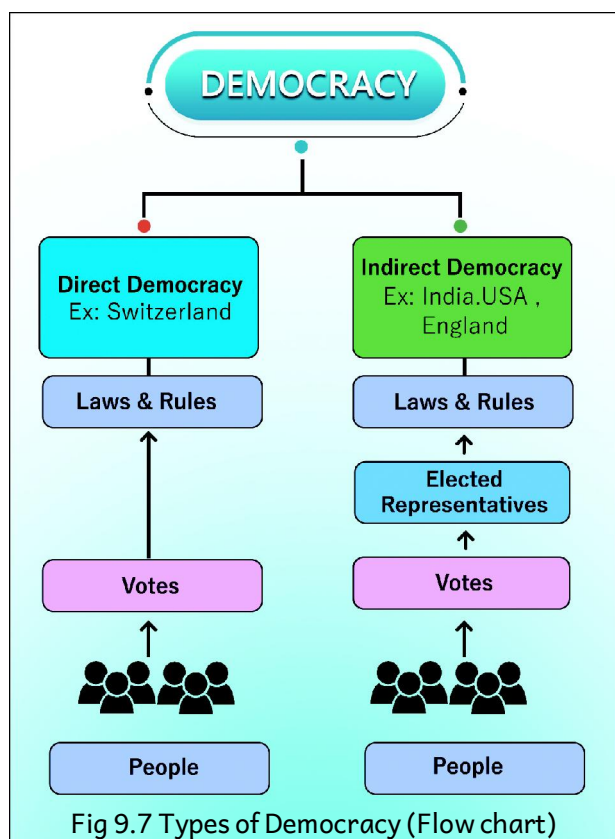 DEMOCRACY
Direct Democracy
Ex: Switzerland
Laws & Rules
Votes
People
Indirect Democracy
Ex: India.USA ,
England
Laws & Rules
Elected
Representatives
Votes
People
Fig 9.7 Types of Democracy (Flow chart)